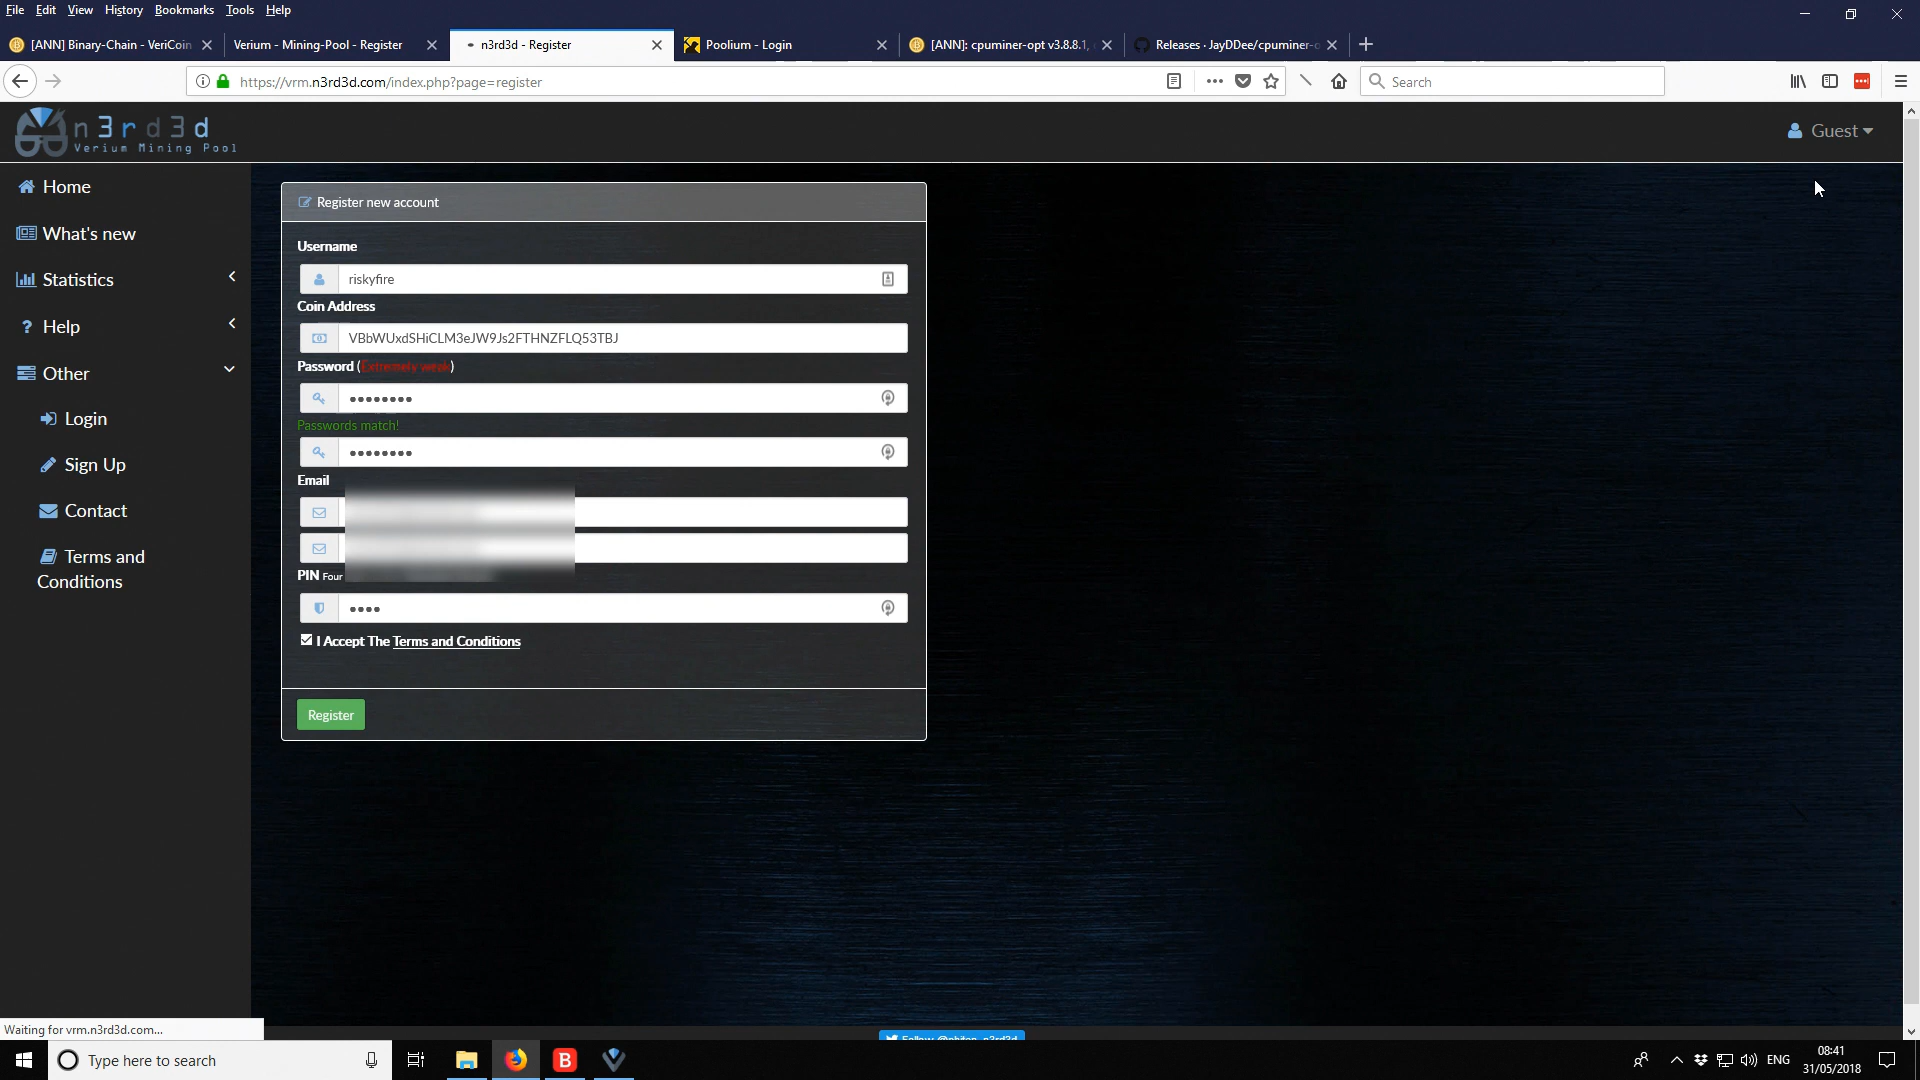 File Edit View History Bookmarks Tools Help
[ANN] Binary-Chain - VeriCoin
Verium - Mining-Pool - Register
n3rd3d - Register
Poolium - Login
[ANN]: cpuminer-opt v3.8.8.1,
Releases · JayDDee/cpuminer-o
https://vrm.n3rd3d.com/index.php?page=register
Search
n3rd3d
Verium Mining Pool
Guest
Home
What's new
Statistics
Help
Other
Login
Sign Up
Contact
Terms and
Conditions
Register new account
Username
riskyfire
Coin Address
VBbWUxdSHiCLM3eJW9Js2FTHNZFLQ53TBJ
Password (Extremely weak)
Passwords match!
Email
PIN Four
I Accept The Terms and Conditions
Register
Waiting for vrm.n3rd3d.com...
Follow @phiten_n3rd3d
Type here to search
B
ENG
08:41
31/05/2018